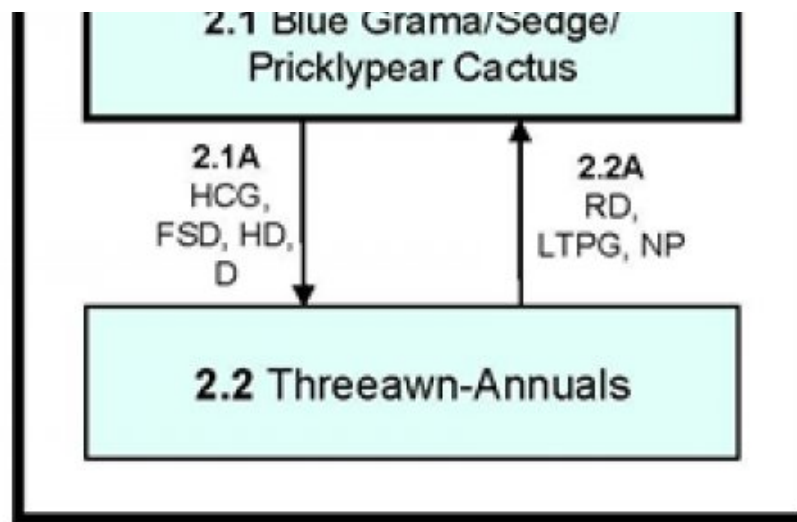 2.1 Blue Grama/Sedge/
Pricklypear Cactus
2.1A
HCG,
FSD, HD,
D
2.2A
RD,
LTPG, NP
2.2 Threeawn-Annuals